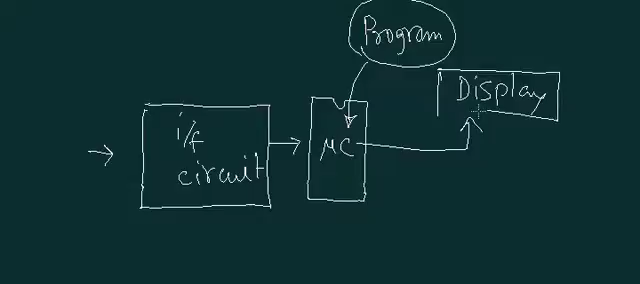 Program
Display
i/f
circuit
μC